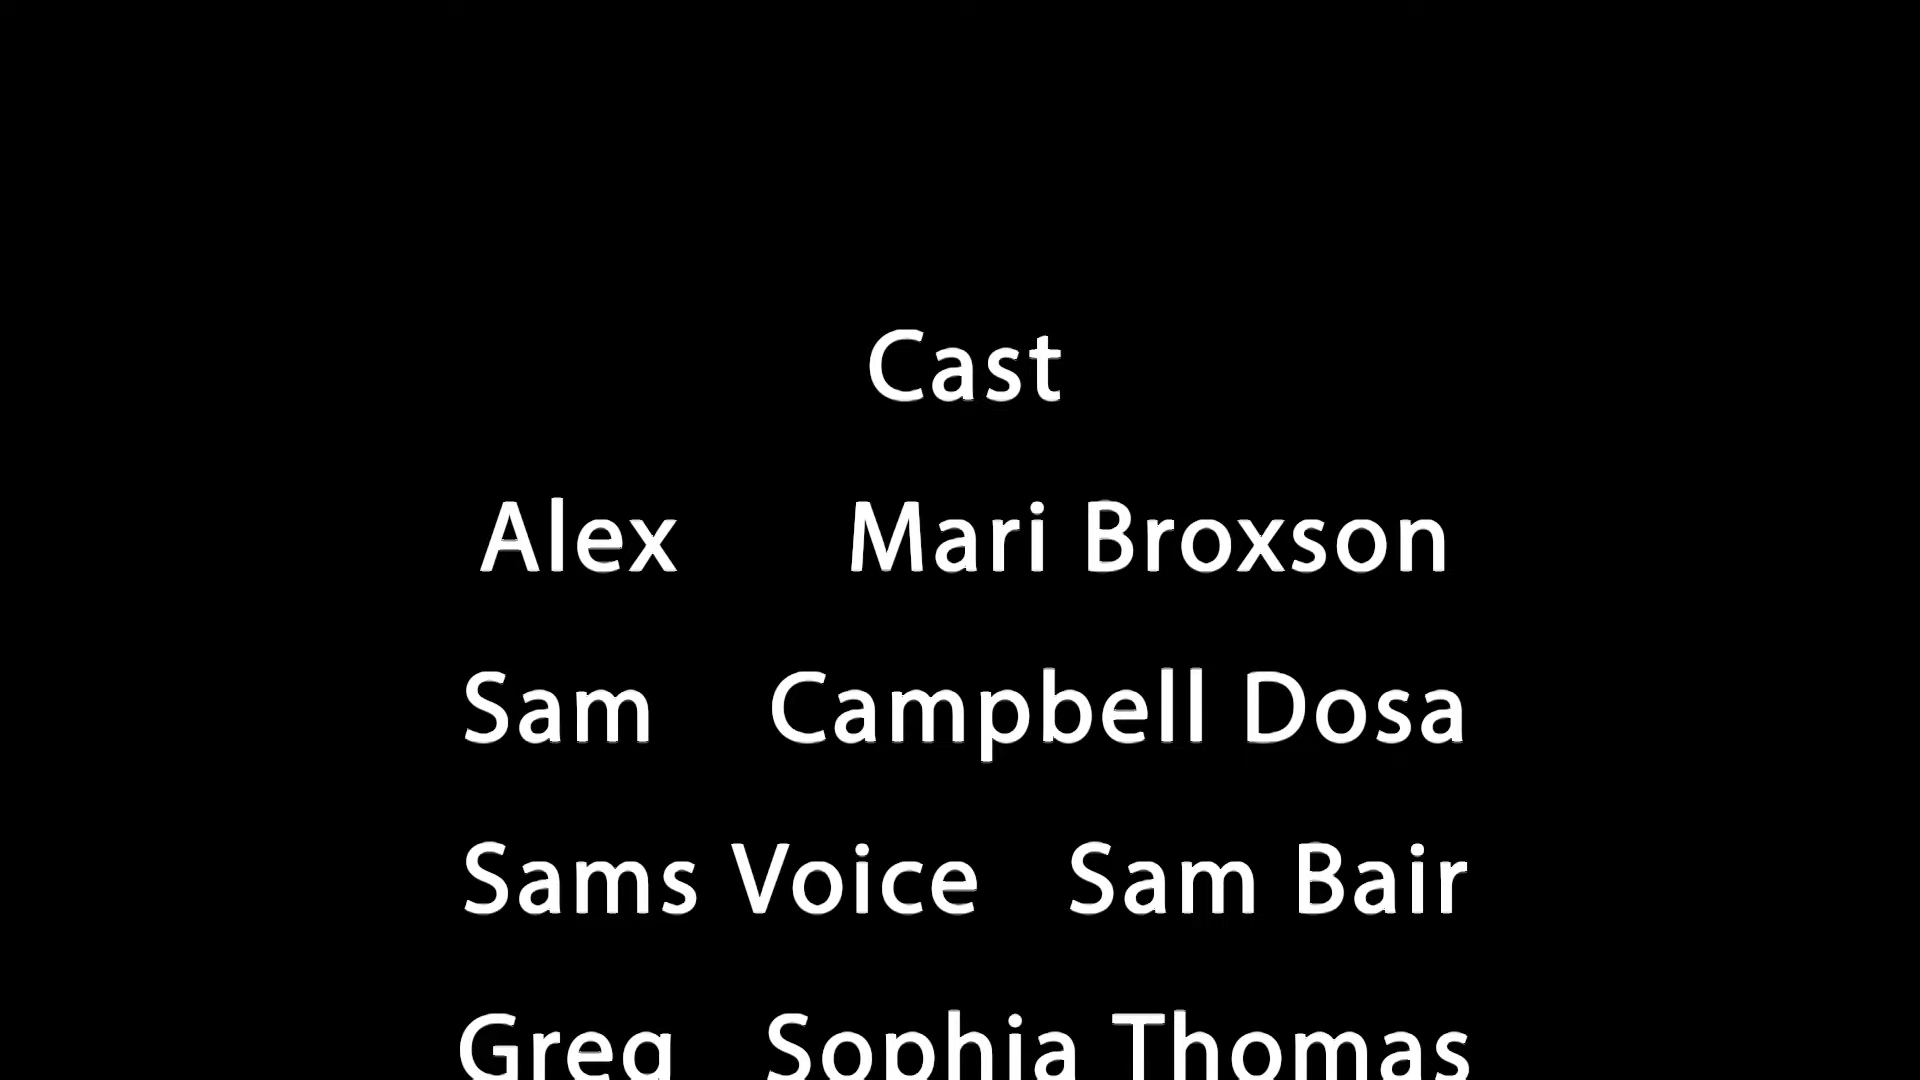 Cast
Alex Mari Broxson
Sam Campbell Dosa
Sams Voice Sam Bair
Greg Sophia Thomas